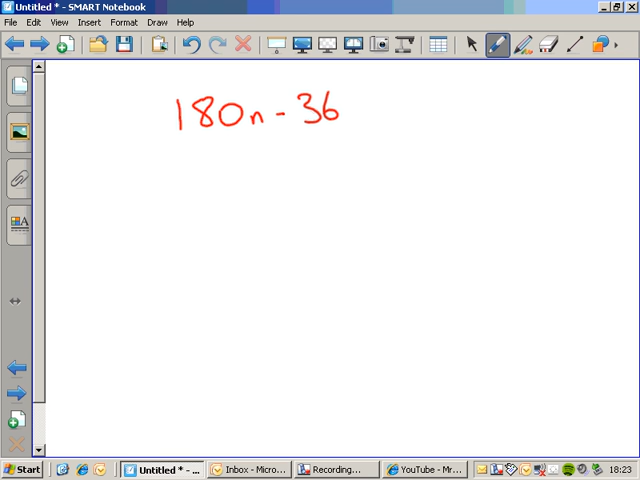 Untitled * - SMART Notebook
File Edit View Insert Format Draw Help
180n - 36
Start
Untitled * - ...
Inbox - Micro...
Recording...
YouTube - Mr...
18:23